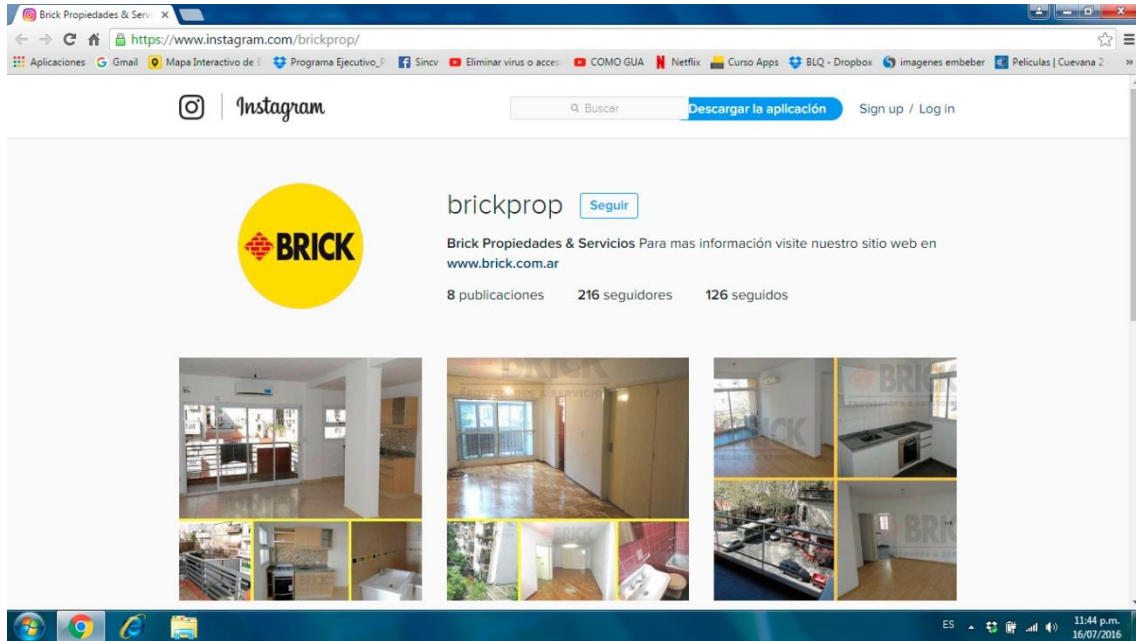 Brick Propiedades & Serv
https://www.instagram.com/brickprop/
Aplicaciones Gmail Mapa Interactivo de E Programa Ejecutivo_P Sincv Eliminar virus o acces COMO GUA Netflix Curso Apps BLQ - Dropbox imagenes embeber Peliculas | Cuevana 2 »
Instagram
Buscar
Descargar la aplicación
Sign up / Log in
BRICK
brickprop Seguir
Brick Propiedades & Servicios Para mas información visite nuestro sitio web en
www.brick.com.ar
8 publicaciones 216 seguidores 126 seguidos
BRICK
PROPIEDADES & SERVICIO
BRICK
BRICK
BRICK
ES 11:44 p.m.
16/07/2016